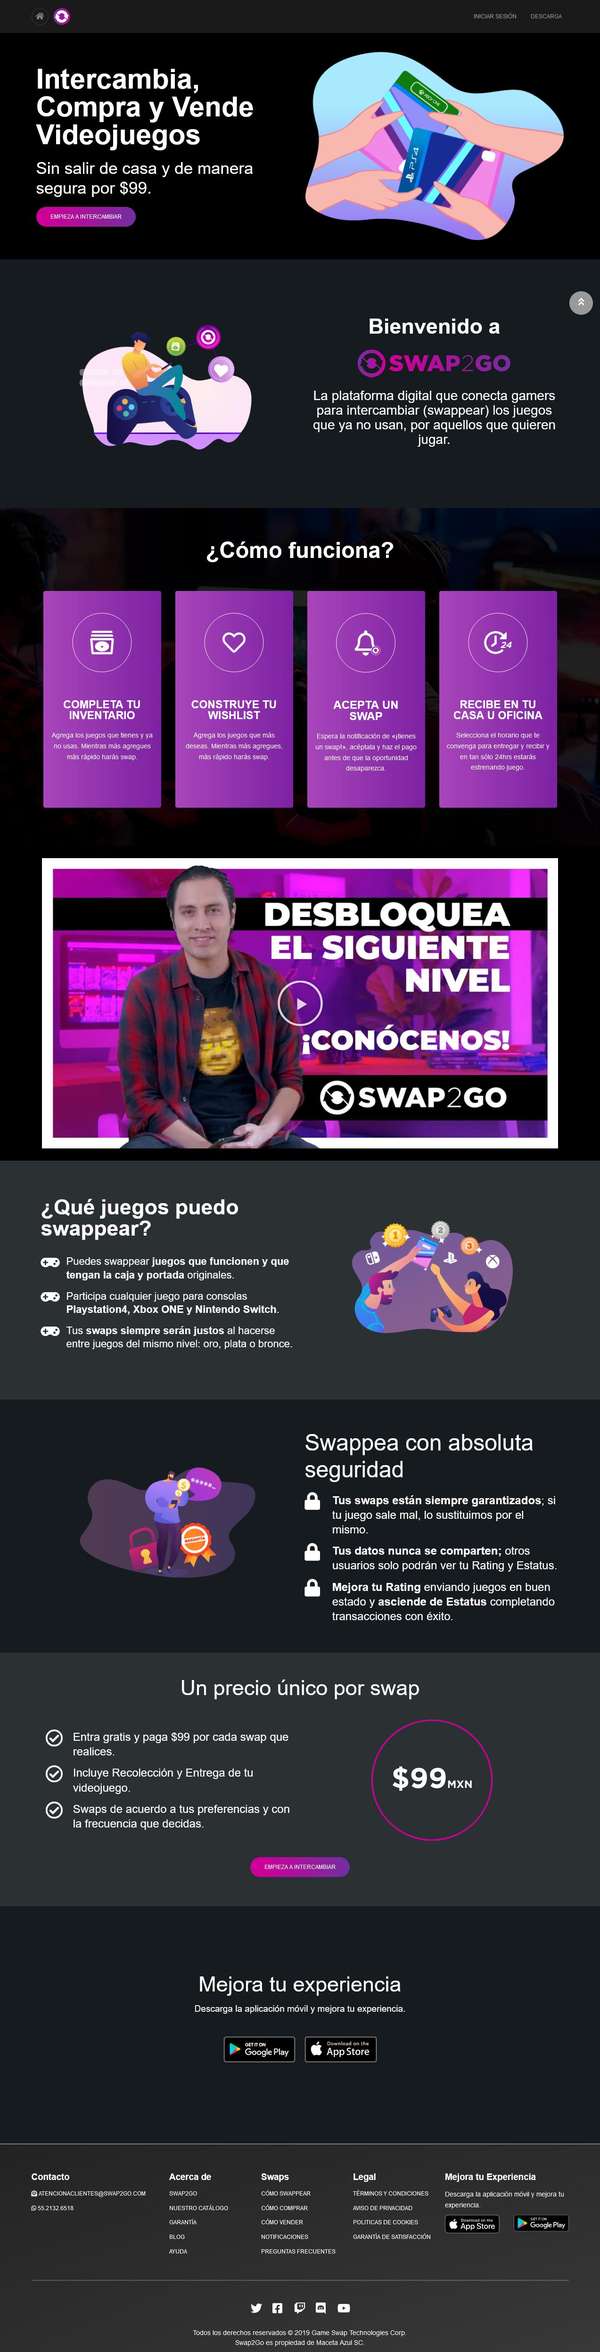 INICIAR SESIÓN
DESCARGA
Intercambia,
Compra y Vende
Videojuegos
Sin salir de casa y de manera
segura por $99.
EMPIEZA A INTERCAMBIAR
XBOX ONE
PS4
Bienvenido a
SWAP2GO
La plataforma digital que conecta gamers
para intercambiar (swappear) los juegos
que ya no usan, por aquellos que quieren
jugar.
¿Cómo funciona?
24
COMPLETA TU
INVENTARIO
Agrega los juegos que tienes y ya
no usas. Mientras más agregues
más rápido harás swap.
CONSTRUYE TU
WISHLIST
Agrega los juegos que más
deseas. Mientras más agregues,
más rápido harás swap.
ACEPTA UN
SWAP
Espera la notificación de «¡tienes
un swap!», acéptala y haz el pago
antes de que la oportunidad
desaparezca.
RECIBE EN TU
CASA U OFICINA
Selecciona el horario que te
convenga para entregar y recibir y
en tan sólo 24hrs estarás
estrenando juego.
DESBLOQUEA
EL SIGUIENTE
NIVEL
¡CONÓCENOS!
SWAP2GO
¿Qué juegos puedo
swappear?
Puedes swappear juegos que funcionen y que
tengan la caja y portada originales.
Participa cualquier juego para consolas
Playstation4, Xbox ONE y Nintendo Switch.
Tus swaps siempre serán justos al hacerse
entre juegos del mismo nivel: oro, plata o bronce.
1
2
3
Swappea con absoluta
seguridad
Tus swaps están siempre garantizados; si
tu juego sale mal, lo sustituimos por el
mismo.
Tus datos nunca se comparten; otros
usuarios solo podrán ver tu Rating y Estatus.
Mejora tu Rating enviando juegos en buen
estado y asciende de Estatus completando
transacciones con éxito.
Un precio único por swap
Entra gratis y paga $99 por cada swap que
realices.
Incluye Recolección y Entrega de tu
videojuego.
Swaps de acuerdo a tus preferencias y con
la frecuencia que decidas.
$99 MXN
EMPIEZA A INTERCAMBIAR
Mejora tu experiencia
Descarga la aplicación móvil y mejora tu experiencia.
GET IT ON
Google Play
Download on the
App Store
Contacto
ATENCIONACLIENTES@SWAP2GO.COM
55.2132.6518
Acerca de
SWAP2GO
NUESTRO CATÁLOGO
GARANTÍA
BLOG
AYUDA
Swaps
CÓMO SWAPPEAR
CÓMO COMPRAR
CÓMO VENDER
NOTIFICACIONES
PREGUNTAS FRECUENTES
Legal
TÉRMINOS Y CONDICIONES
AVISO DE PRIVACIDAD
POLITICAS DE COOKIES
GARANTÍA DE SATISFACCIÓN
Mejora tu Experiencia
Descarga la aplicación móvil y mejora tu
experiencia.
Download on the
App Store
GET IT ON
Google Play
Todos los derechos reservados © 2019 Game Swap Technologies Corp.
Swap2Go es propiedad de Maceta Azul SC.